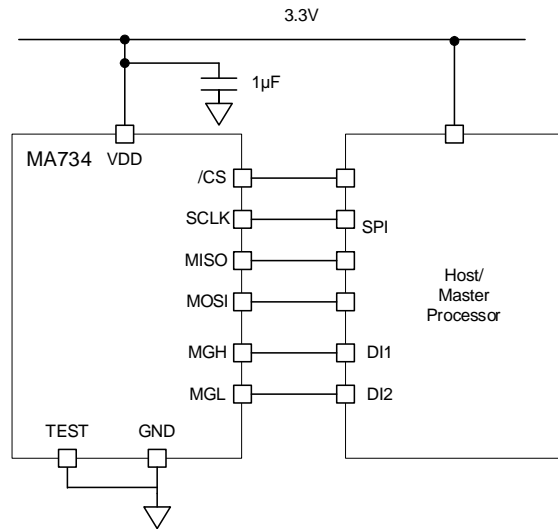 3.3V
1µF
MA734
VDD
/CS
SCLK
SPI
MISO
Host/
Master
Processor
MOSI
MGH
DI1
MGL
DI2
TEST
GND